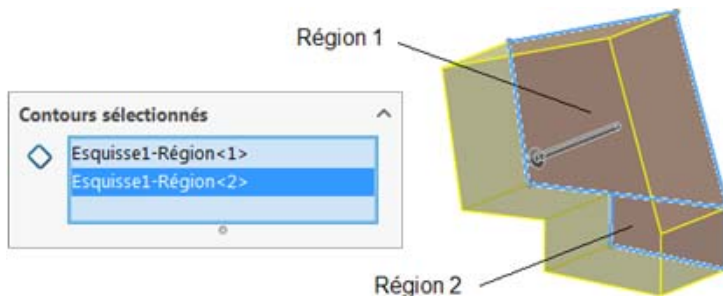 Région 1
Contours sélectionnés
Esquisse1-Région<1>
Esquisse1-Région<2>
Région 2